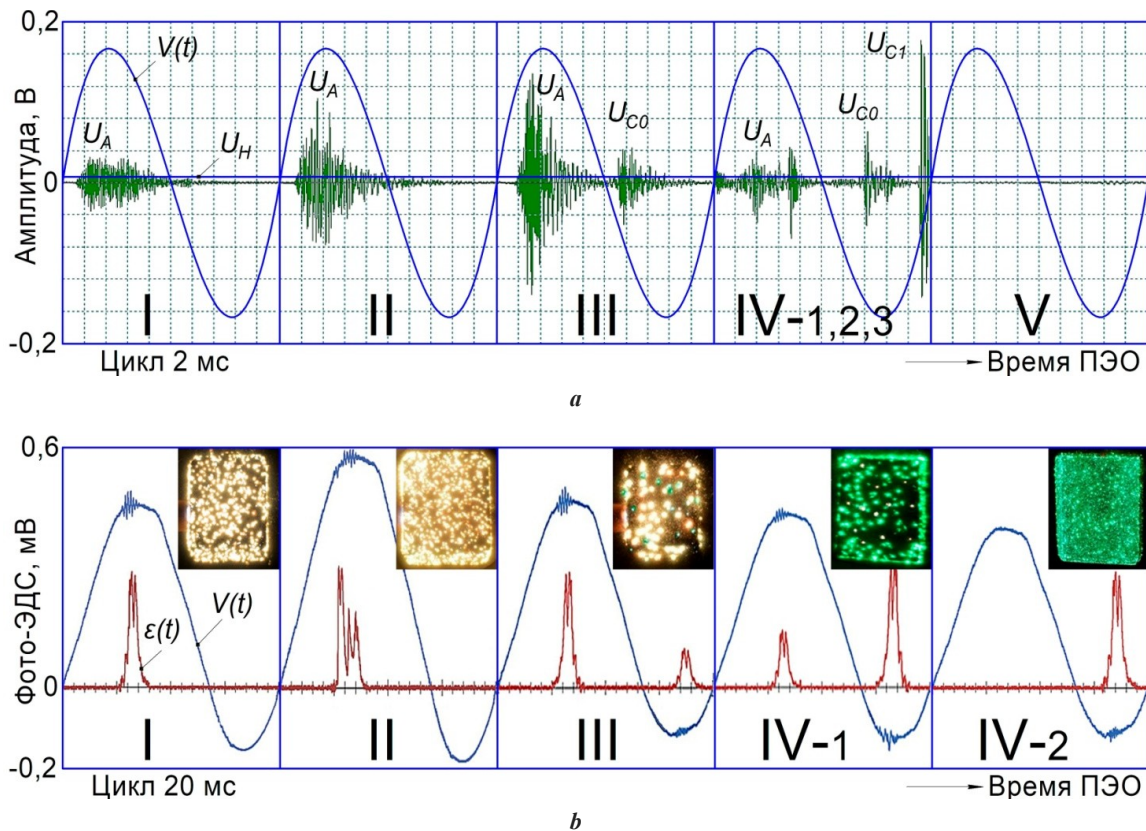 0,2
V(t)
U_A
U_H
U_A
U_A
U_C0
U_A
U_C0
U_C1
Амплитуда, В
0
I
II
III
IV-1,2,3
V
-0,2
Цикл 2 мс
Время ПЭО
a
0,6
ε(t)
V(t)
Фото-ЭДС, мВ
0
I
II
III
IV-1
IV-2
-0,2
Цикл 20 мс
Время ПЭО
b